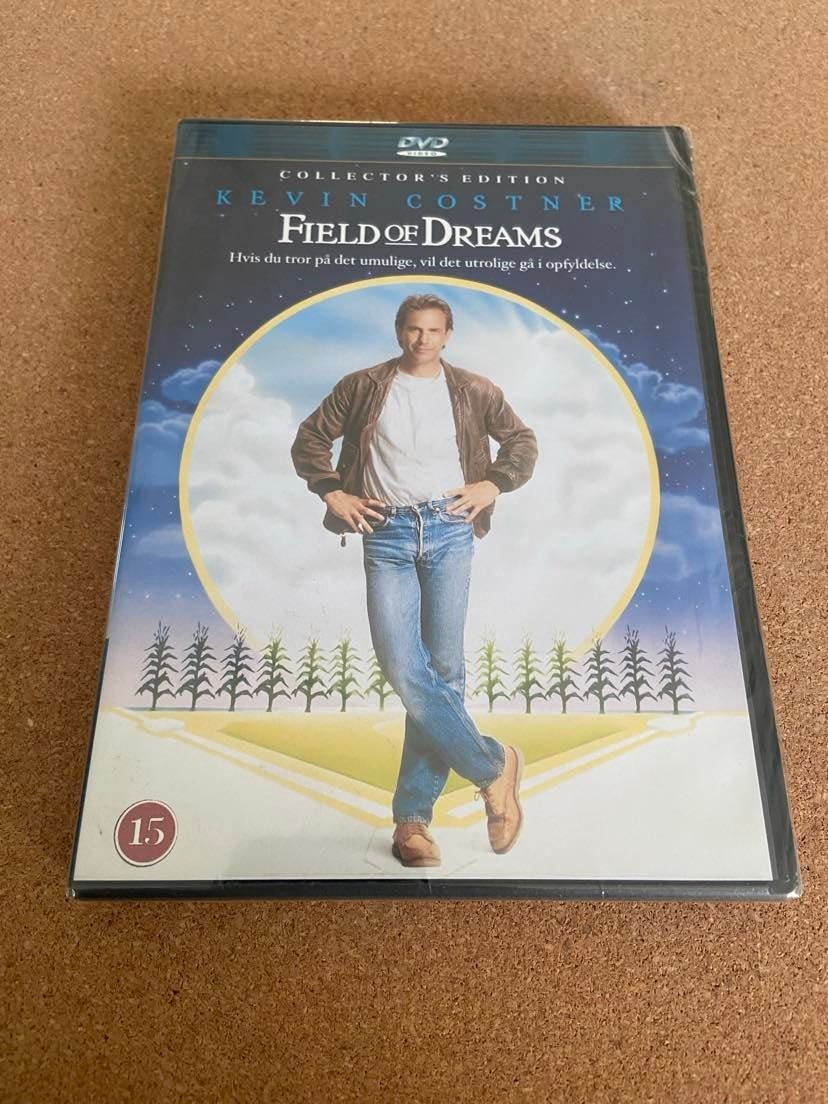 DVD
VIDEO
COLLECTOR'S EDITION
KEVIN COSTNER
FIELD OF DREAMS
Hvis du tror på det umulige, vil det utrolige gå i opfyldelse.
15